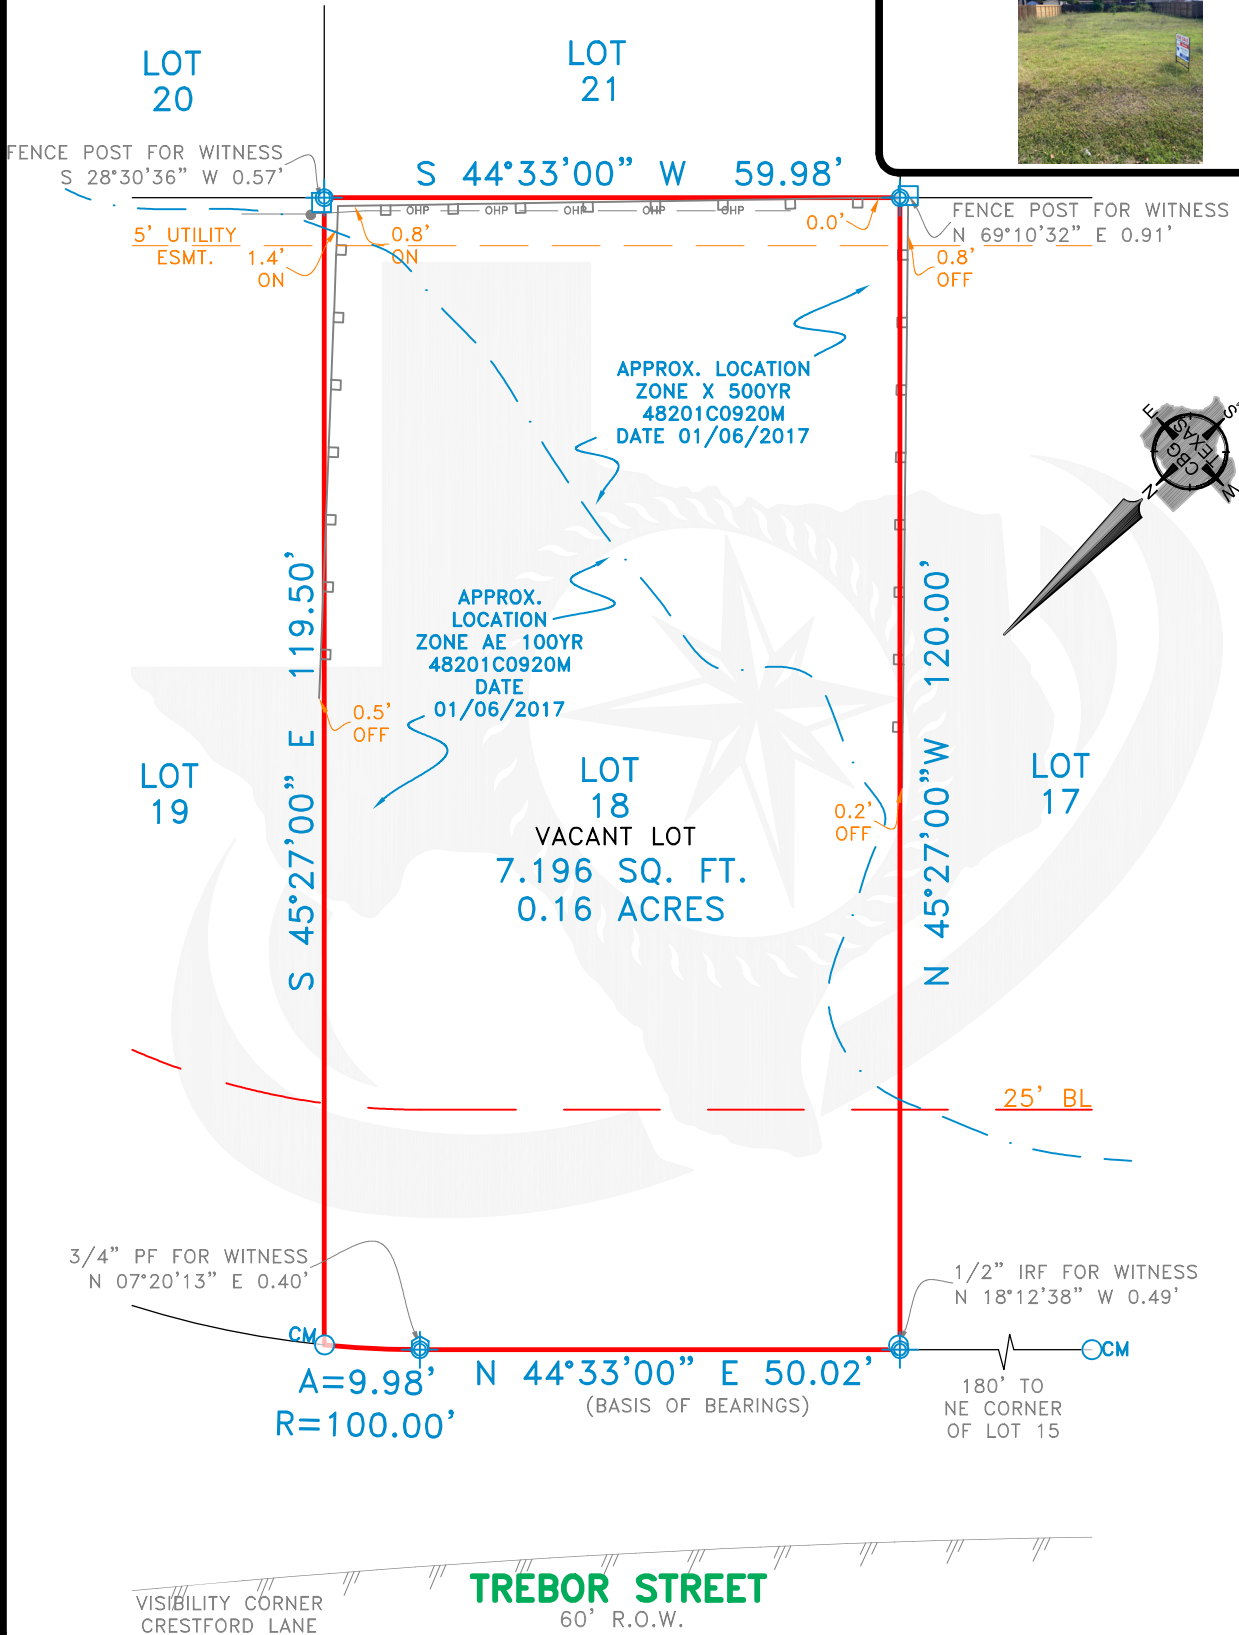 LOT
20
LOT
21
FENCE POST FOR WITNESS
S 28°30'36" W 0.57'
S 44°33'00" W 59.98'
OHP OHP OHP OHP OHP
FENCE POST FOR WITNESS
N 69°10'32" E 0.91'
5' UTILITY
ESMT.
1.4'
ON
0.8'
ON
0.0'
0.8'
OFF
APPROX. LOCATION
ZONE X 500YR
48201C0920M
DATE 01/06/2017
E
S
N
W
CBG
TEXAS
APPROX.
LOCATION
ZONE AE 100YR
48201C0920M
DATE
01/06/2017
S 45°27'00" E 119.50'
N 45°27'00"W 120.00'
0.5'
OFF
LOT
19
LOT
18
VACANT LOT
7.196 SQ. FT.
0.16 ACRES
0.2'
OFF
LOT
17
25' BL
3/4" PF FOR WITNESS
N 07°20'13" E 0.40'
1/2" IRF FOR WITNESS
N 18°12'38" W 0.49'
CM
CM
A=9.98'
R=100.00'
N 44°33'00" E 50.02'
(BASIS OF BEARINGS)
180' TO
NE CORNER
OF LOT 15
TREBOR STREET
60' R.O.W.
VISIBILITY CORNER
CRESTFORD LANE